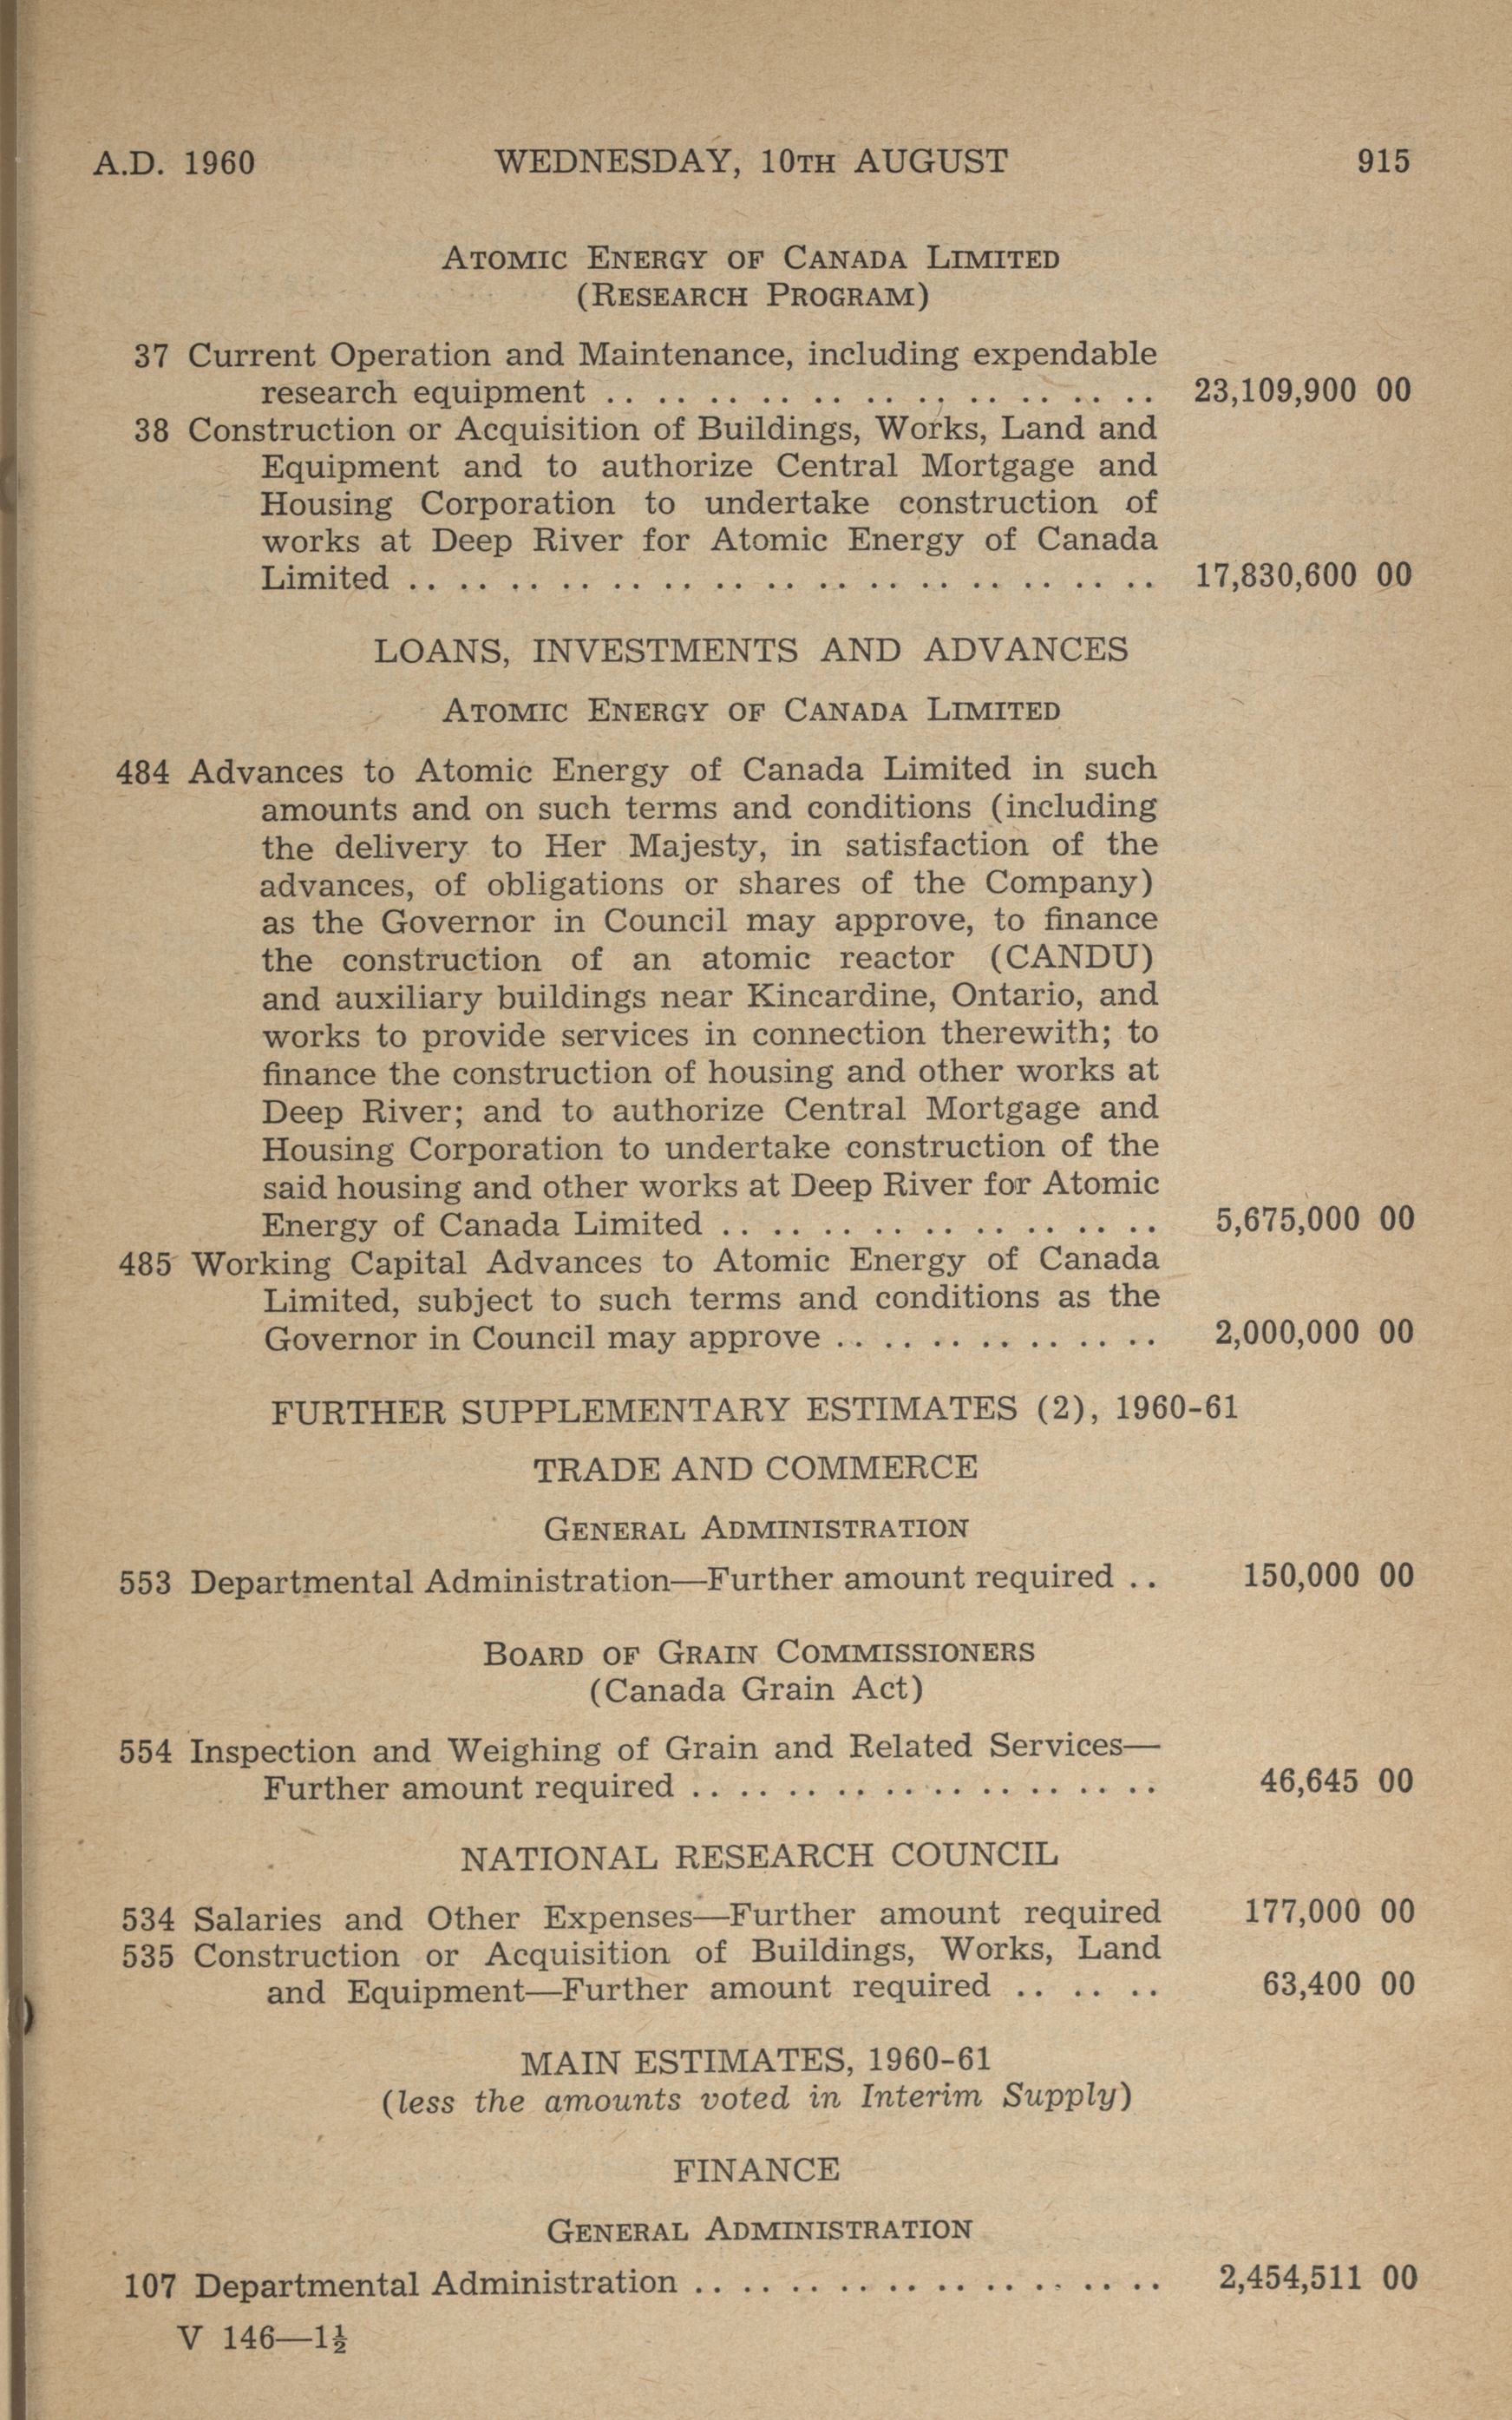 A.D. 1960 WEDNESDAY, 10TH AUGUST 915
ATOMIC ENERGY OF CANADA LIMITED
(RESEARCH PROGRAM)
37 Current Operation and Maintenance, including expendable
research equipment . . . . . . . . . . . . . . . . . . . . . . 23,109,900 00
38 Construction or Acquisition of Buildings, Works, Land and
Equipment and to authorize Central Mortgage and
Housing Corporation to undertake construction of
works at Deep River for Atomic Energy of Canada
Limited . . . . . . . . . . . . . . . . . . . . . . . . . . . . . . 17,830,600 00
LOANS, INVESTMENTS AND ADVANCES
ATOMIC ENERGY OF CANADA LIMITED
484 Advances to Atomic Energy of Canada Limited in such
amounts and on such terms and conditions (including
the delivery to Her Majesty, in satisfaction of the
advances, of obligations or shares of the Company)
as the Governor in Council may approve, to finance
the construction of an atomic reactor (CANDU)
and auxiliary buildings near Kincardine, Ontario, and
works to provide services in connection therewith; to
finance the construction of housing and other works at
Deep River; and to authorize Central Mortgage and
Housing Corporation to undertake construction of the
said housing and other works at Deep River for Atomic
Energy of Canada Limited . . . . . . . . . . . . . . . . . . 5,675,000 00
485 Working Capital Advances to Atomic Energy of Canada
Limited, subject to such terms and conditions as the
Governor in Council may approve . . . . . . . . . . . . . . 2,000,000 00
FURTHER SUPPLEMENTARY ESTIMATES (2), 1960-61
TRADE AND COMMERCE
GENERAL ADMINISTRATION
553 Departmental Administration—Further amount required . . 150,000 00
BOARD OF GRAIN COMMISSIONERS
(Canada Grain Act)
554 Inspection and Weighing of Grain and Related Services—
Further amount required . . . . . . . . . . . . . . . . . . . . 46,645 00
NATIONAL RESEARCH COUNCIL
534 Salaries and Other Expenses—Further amount required 177,000 00
535 Construction or Acquisition of Buildings, Works, Land
and Equipment—Further amount required . . . . . . 63,400 00
MAIN ESTIMATES, 1960-61
(less the amounts voted in Interim Supply)
FINANCE
GENERAL ADMINISTRATION
107 Departmental Administration . . . . . . . . . . . . . . . . . . . . 2,454,511 00
V 146—1½